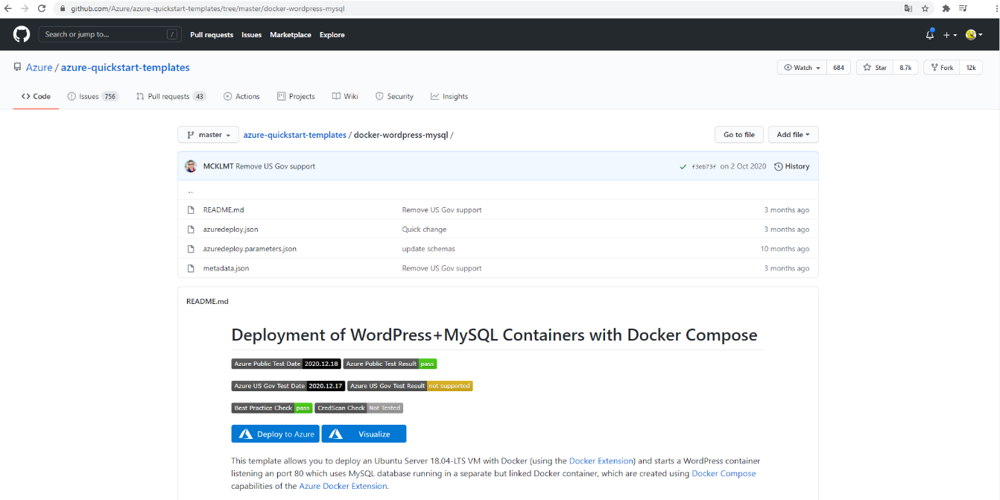 github.com/Azure/azure-quickstart-templates/tree/master/docker-wordpress-mysql
Search or jump to... / Pull requests Issues Marketplace Explore
Azure / azure-quickstart-templates Watch 684 Star 8.7k Fork 12k
Code Issues 756 Pull requests 43 Actions Projects Wiki Security Insights
master azure-quickstart-templates / docker-wordpress-mysql / Go to file Add file
MCKLMT Remove US Gov support f3eb73f on 2 Oct 2020 History
..
README.md Remove US Gov support 3 months ago
azuredeploy.json Quick change 3 months ago
azuredeploy.parameters.json update schemas 10 months ago
metadata.json Remove US Gov support 3 months ago
README.md
Deployment of WordPress+MySQL Containers with Docker Compose
Azure Public Test Date 2020.12.18 Azure Public Test Result pass
Azure US Gov Test Date 2020.12.17 Azure US Gov Test Result not supported
Best Practice Check pass CredScan Check Not Tested
Deploy to Azure Visualize
This template allows you to deploy an Ubuntu Server 18.04-LTS VM with Docker (using the Docker Extension) and starts a WordPress container
listening an port 80 which uses MySQL database running in a separate but linked Docker container, which are created using Docker Compose
capabilities of the Azure Docker Extension.